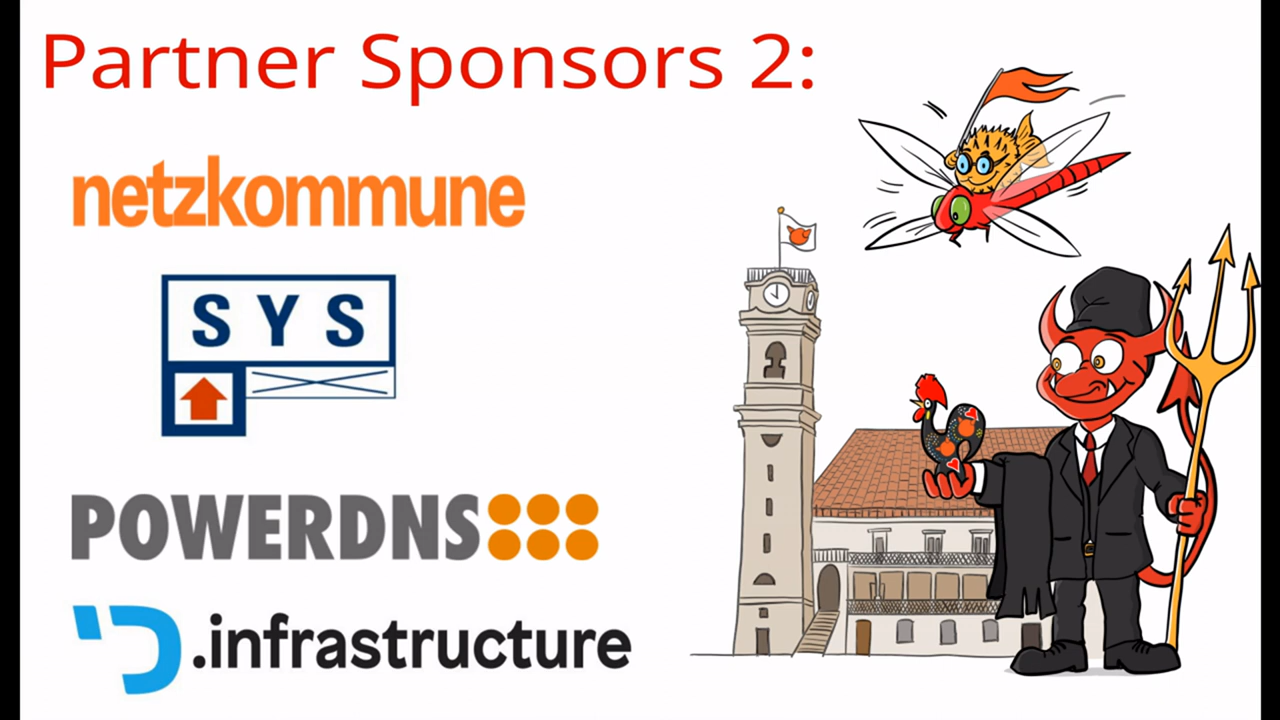 Partner Sponsors 2:
netzkommune
SYS
POWERDNS
.infrastructure